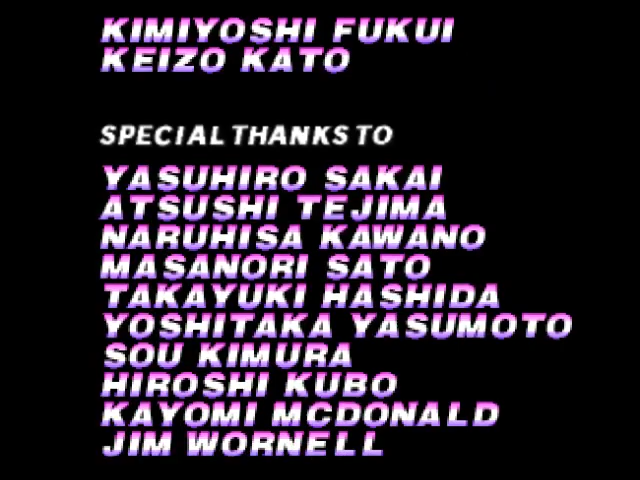 KIMIYOSHI FUKUI
KEIZO KATO
SPECIAL THANKS TO
YASUHIRO SAKAI
ATSUSHI TEJIMA
NARUHISA KAWANO
MASANORI SATO
TAKAYUKI HASHIDA
YOSHITAKA YASUMOTO
SOU KIMURA
HIROSHI KUBO
KAYOMI MCDONALD
JIM WORNELL